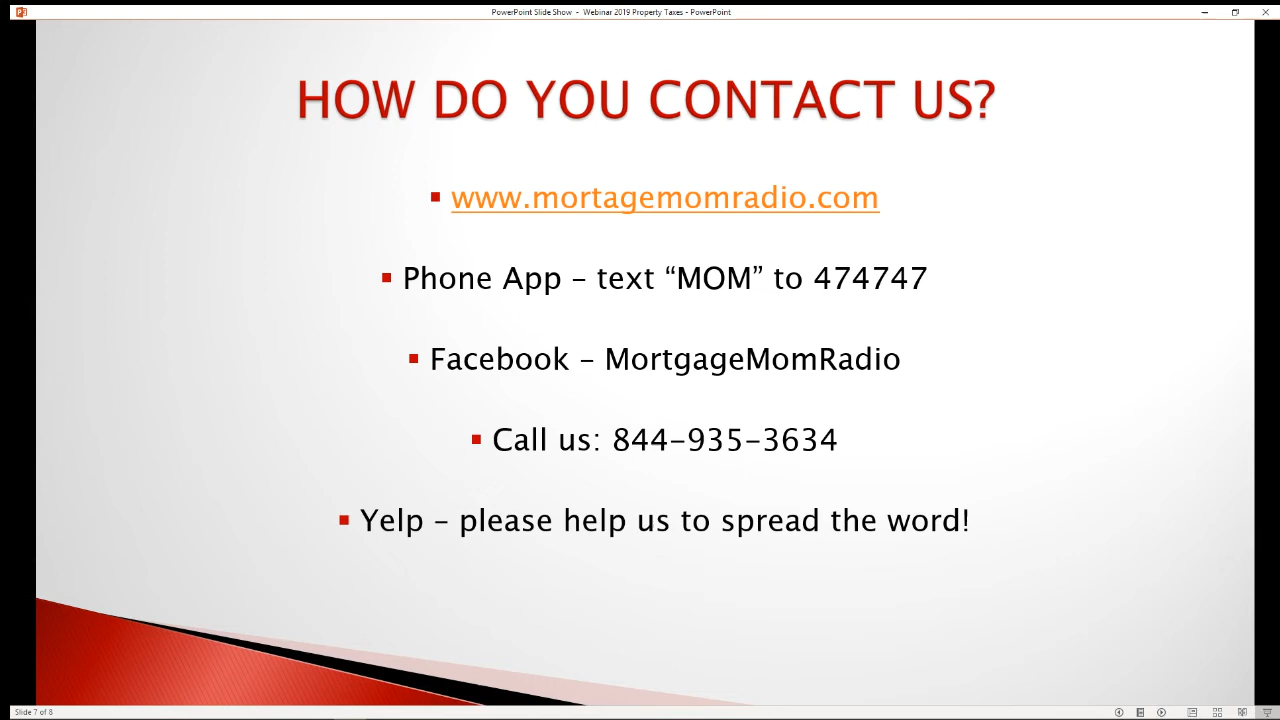 PowerPoint Slide Show - Webinar 2019 Property Taxes - PowerPoint
HOW DO YOU CONTACT US?
www.mortagemomradio.com
Phone App – text “MOM” to 474747
Facebook – MortgageMomRadio
Call us: 844-935-3634
Yelp – please help us to spread the word!
Slide 7 of 8